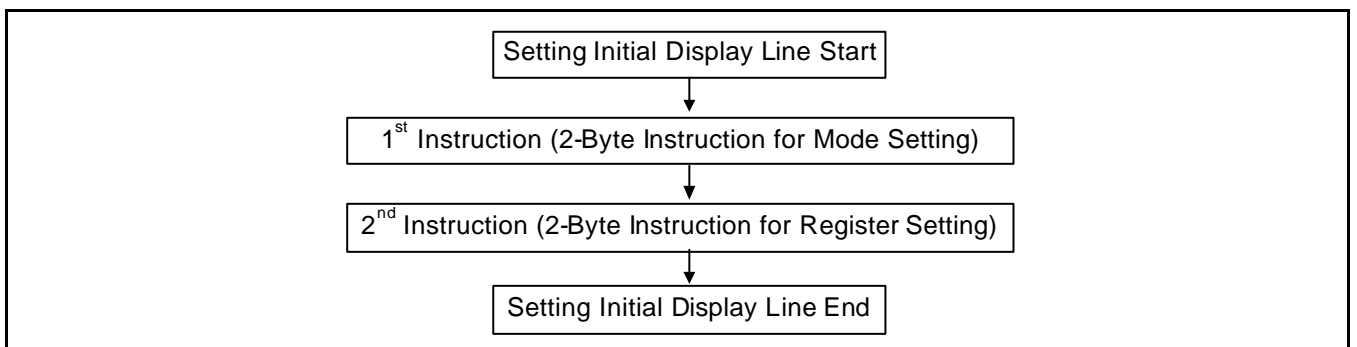 Setting Initial Display Line Start
1st Instruction (2-Byte Instruction for Mode Setting)
2nd Instruction (2-Byte Instruction for Register Setting)
Setting Initial Display Line End